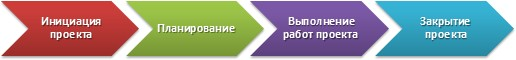 Инициация
проекта
Планирование
Выполнение
работ проекта
Закрытие
проекта